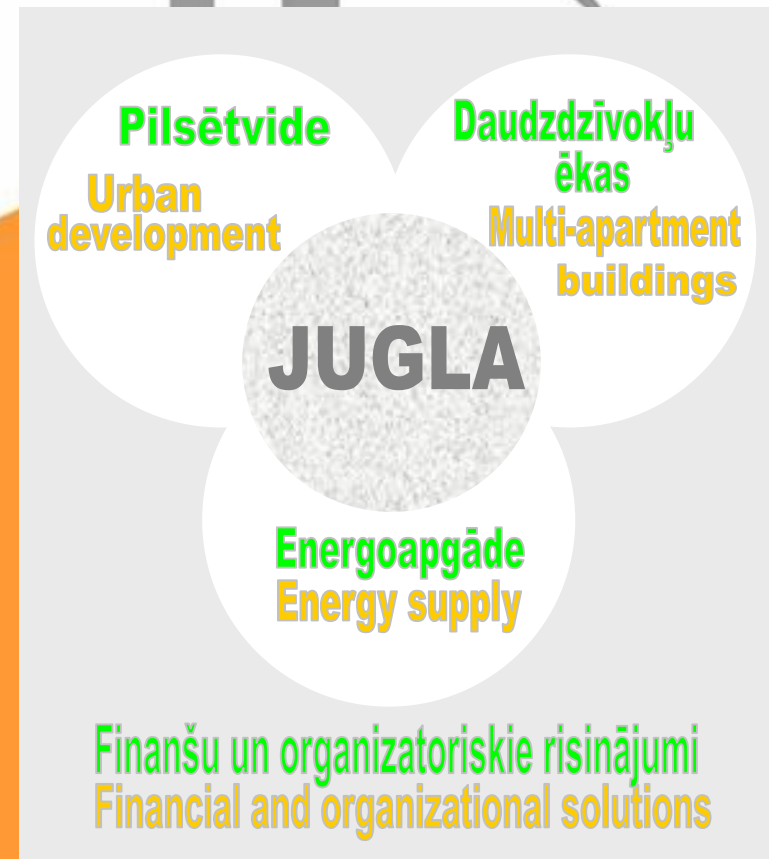 Pilsētvide
Urban
development
Daudzdzīvokļu
ēkas
Multi-apartment
buildings
JUGLA
Energoapgāde
Energy supply
Finanšu un organizatoriskie risinājumi
Financial and organizational solutions